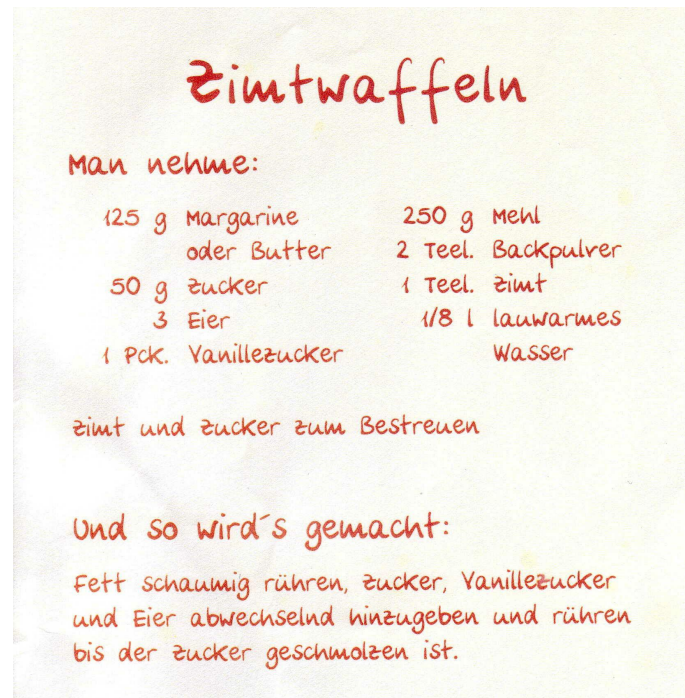 Zimtwaffeln
Man nehme:
125 g Margarine
oder Butter
50 g Zucker
3 Eier
1 Pck. Vanillezucker
250 g Mehl
2 Teel. Backpulver
1 Teel. Zimt
1/8 l lauwarmes
Wasser
Zimt und Zucker zum Bestreuen
Und so wird´s gemacht:
Fett schaumig rühren, Zucker, Vanillezucker
und Eier abwechselnd hinzugeben und rühren
bis der Zucker geschmolzen ist.